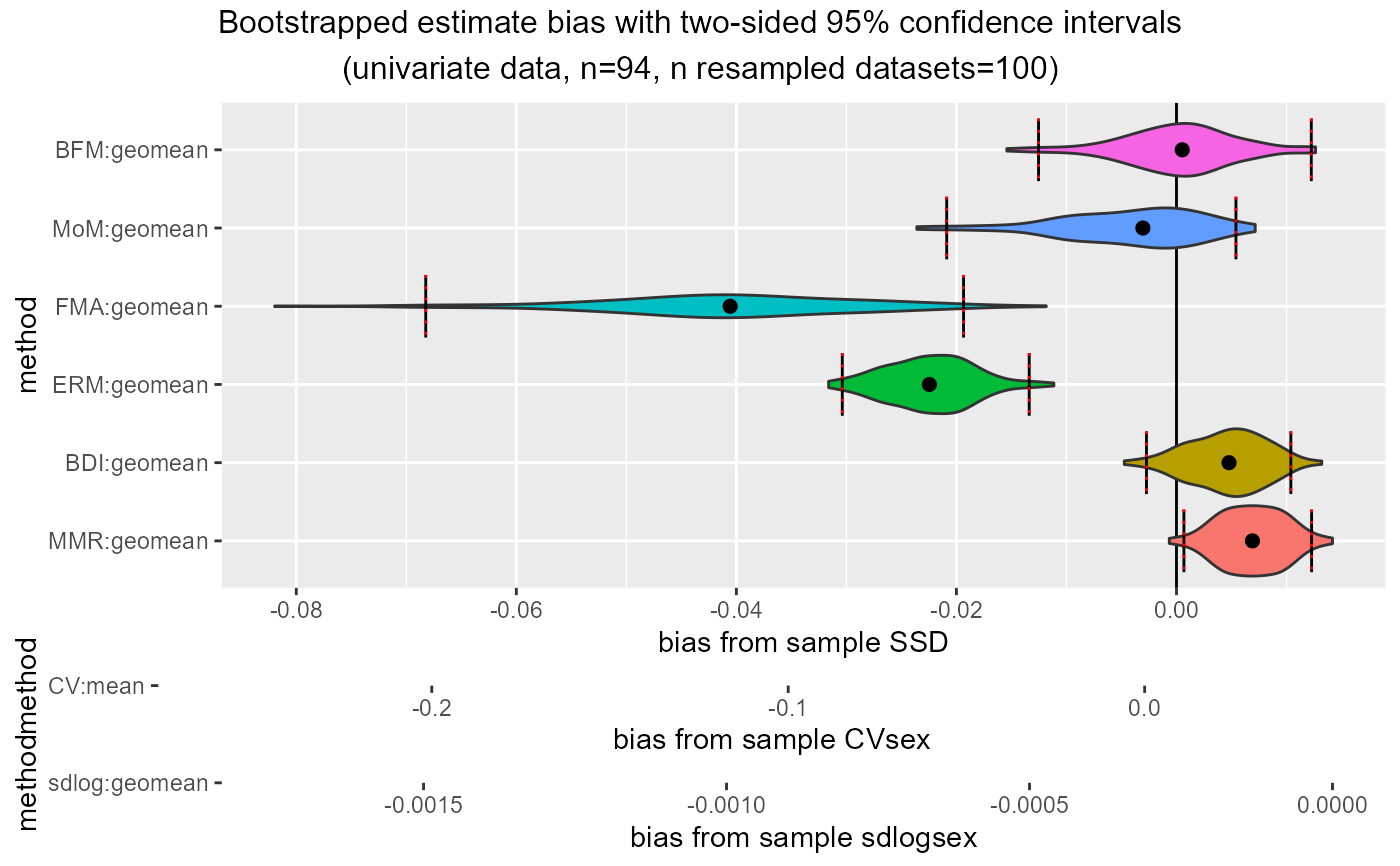 Bootstrapped estimate bias with two-sided 95% confidence intervals
(univariate data, n=94, n resampled datasets=100)
method
BFM:geomean
MoM:geomean
FMA:geomean
ERM:geomean
BDI:geomean
MMR:geomean
-0.08 -0.06 -0.04 -0.02 0.00
bias from sample SSD
method
CV:mean
-0.2 -0.1 0.0
bias from sample CVsex
method
sdlog:geomean
-0.0015 -0.0010 -0.0005 0.0000
bias from sample sdlogsex